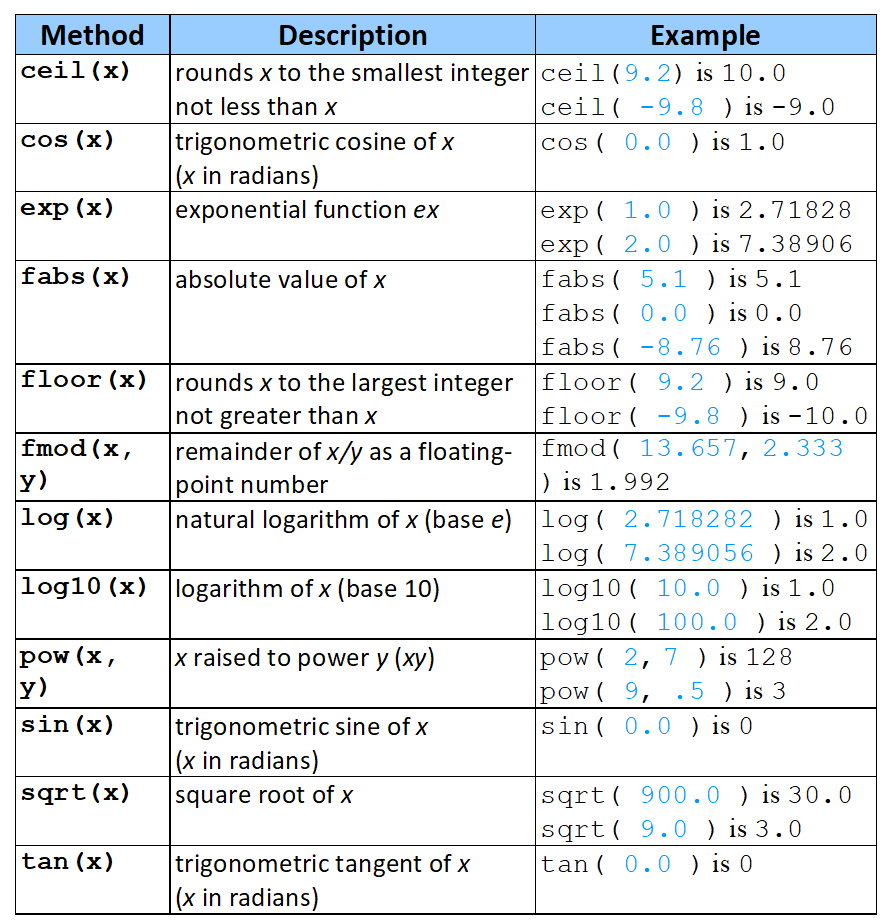 Method Description Example
ceil(x) rounds x to the smallest integer ceil(9.2) is 10.0
not less than x ceil( -9.8 ) is -9.0
cos(x) trigonometric cosine of x cos( 0.0 ) is 1.0
(x in radians)
exp(x) exponential function ex exp( 1.0 ) is 2.71828
exp( 2.0 ) is 7.38906
fabs(x) absolute value of x fabs( 5.1 ) is 5.1
fabs( 0.0 ) is 0.0
fabs( -8.76 ) is 8.76
floor(x) rounds x to the largest integer floor( 9.2 ) is 9.0
not greater than x floor( -9.8 ) is -10.0
fmod(x, remainder of x/y as a floating- fmod( 13.657, 2.333
y) point number ) is 1.992
log(x) natural logarithm of x (base e) log( 2.718282 ) is 1.0
log( 7.389056 ) is 2.0
log10(x) logarithm of x (base 10) log10( 10.0 ) is 1.0
log10( 100.0 ) is 2.0
pow(x, x raised to power y (xy) pow( 2, 7 ) is 128
y) pow( 9, .5 ) is 3
sin(x) trigonometric sine of x sin( 0.0 ) is 0
(x in radians)
sqrt(x) square root of x sqrt( 900.0 ) is 30.0
sqrt( 9.0 ) is 3.0
tan(x) trigonometric tangent of x tan( 0.0 ) is 0
(x in radians)